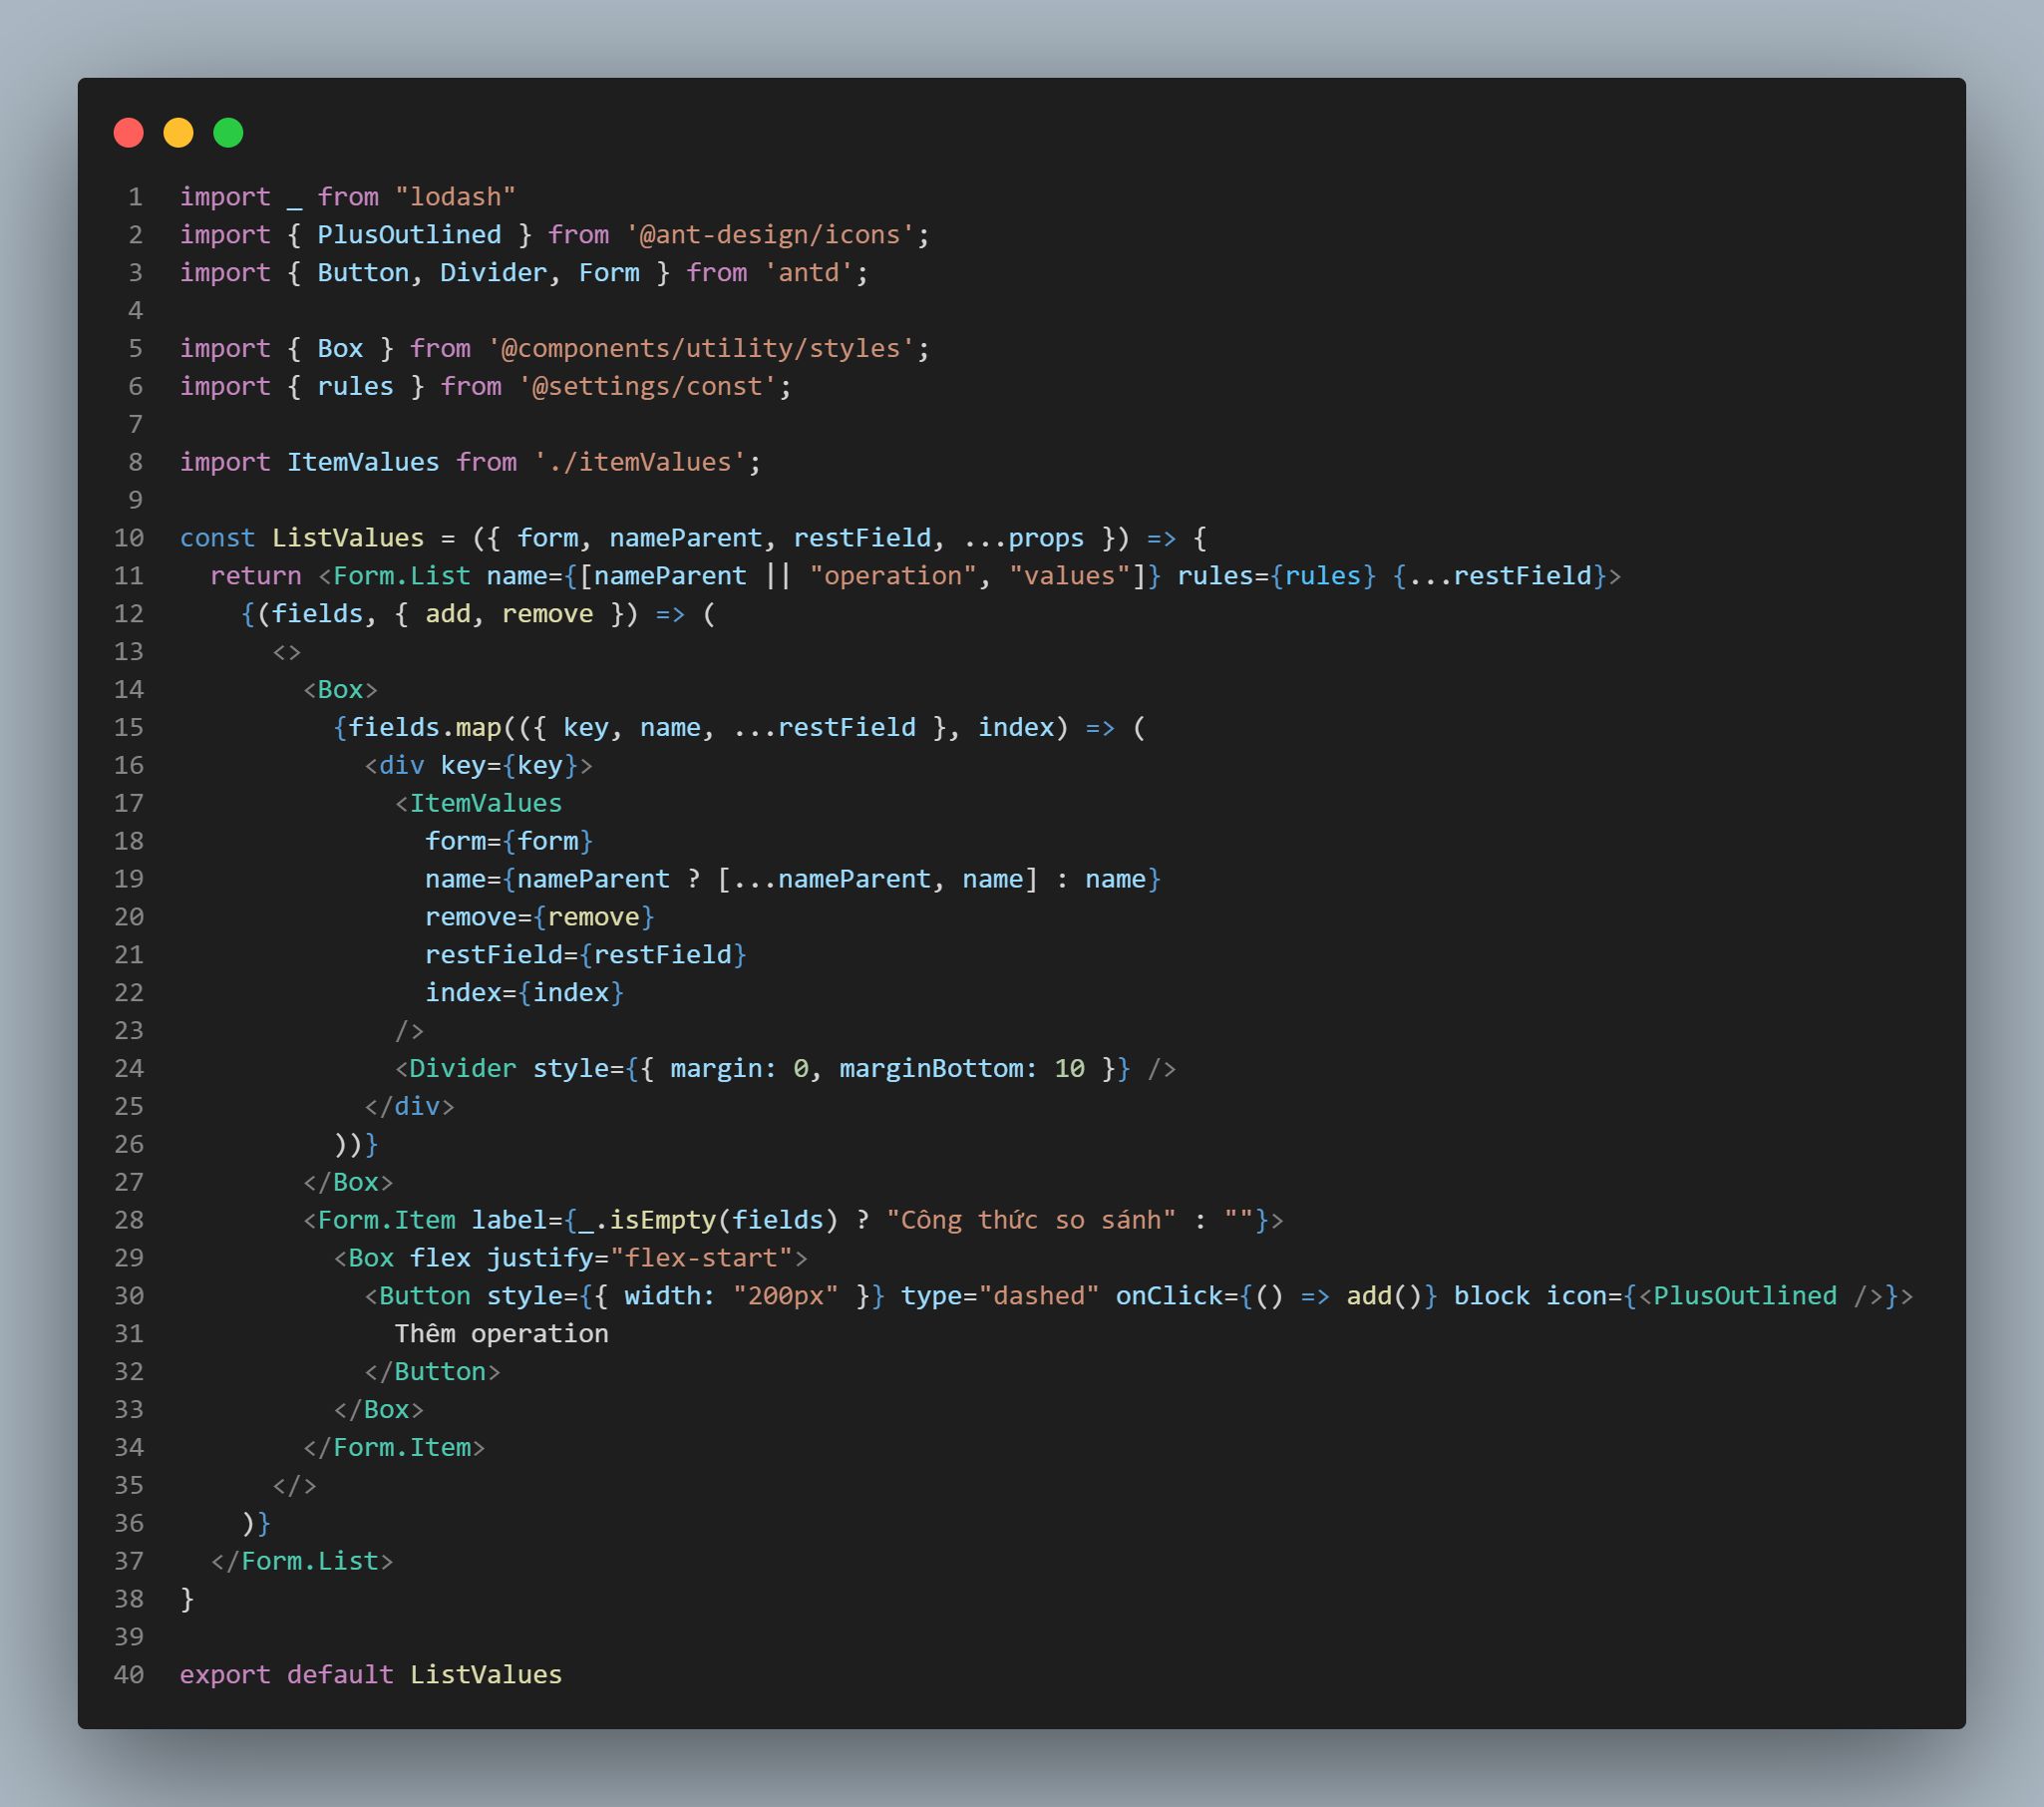 1 import _ from "lodash"
2 import { PlusOutlined } from '@ant-design/icons';
3 import { Button, Divider, Form } from 'antd';
4
5 import { Box } from '@components/utility/styles';
6 import { rules } from '@settings/const';
7
8 import ItemValues from './itemValues';
9
10 const ListValues = ({ form, nameParent, restField, ...props }) => {
11   return <Form.List name={[nameParent || "operation", "values"]} rules={rules} {...restField}>
12     {(fields, { add, remove }) => (
13       <>
14         <Box>
15           {fields.map(({ key, name, ...restField }, index) => (
16             <div key={key}>
17               <ItemValues
18                 form={form}
19                 name={nameParent ? [...nameParent, name] : name}
20                 remove={remove}
21                 restField={restField}
22                 index={index}
23               />
24               <Divider style={{ margin: 0, marginBottom: 10 }} />
25             </div>
26           ))}
27         </Box>
28         <Form.Item label={_.isEmpty(fields) ? "Công thức so sánh" : ""}>
29           <Box flex justify="flex-start">
30             <Button style={{ width: "200px" }} type="dashed" onClick={() => add()} block icon={<PlusOutlined />}>
31               Thêm operation
32             </Button>
33           </Box>
34         </Form.Item>
35       </>
36     )}
37   </Form.List>
38 }
39
40 export default ListValues